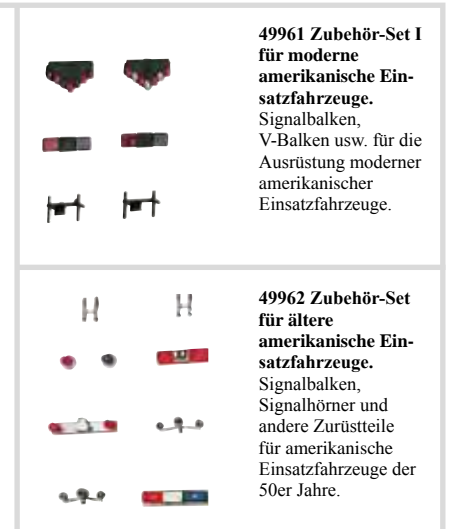 49961 Zubehör-Set I
für moderne
amerikanische Ein-
satzfahrzeuge.
Signalbalken,
V-Balken usw. für die
Ausrüstung moderner
amerikanischer
Einsatzfahrzeuge.
49962 Zubehör-Set
für ältere
amerikanische Ein-
satzfahrzeuge.
Signalbalken,
Signalhörner und
andere Zurüstteile
für amerikanische
Einsatzfahrzeuge der
50er Jahre.